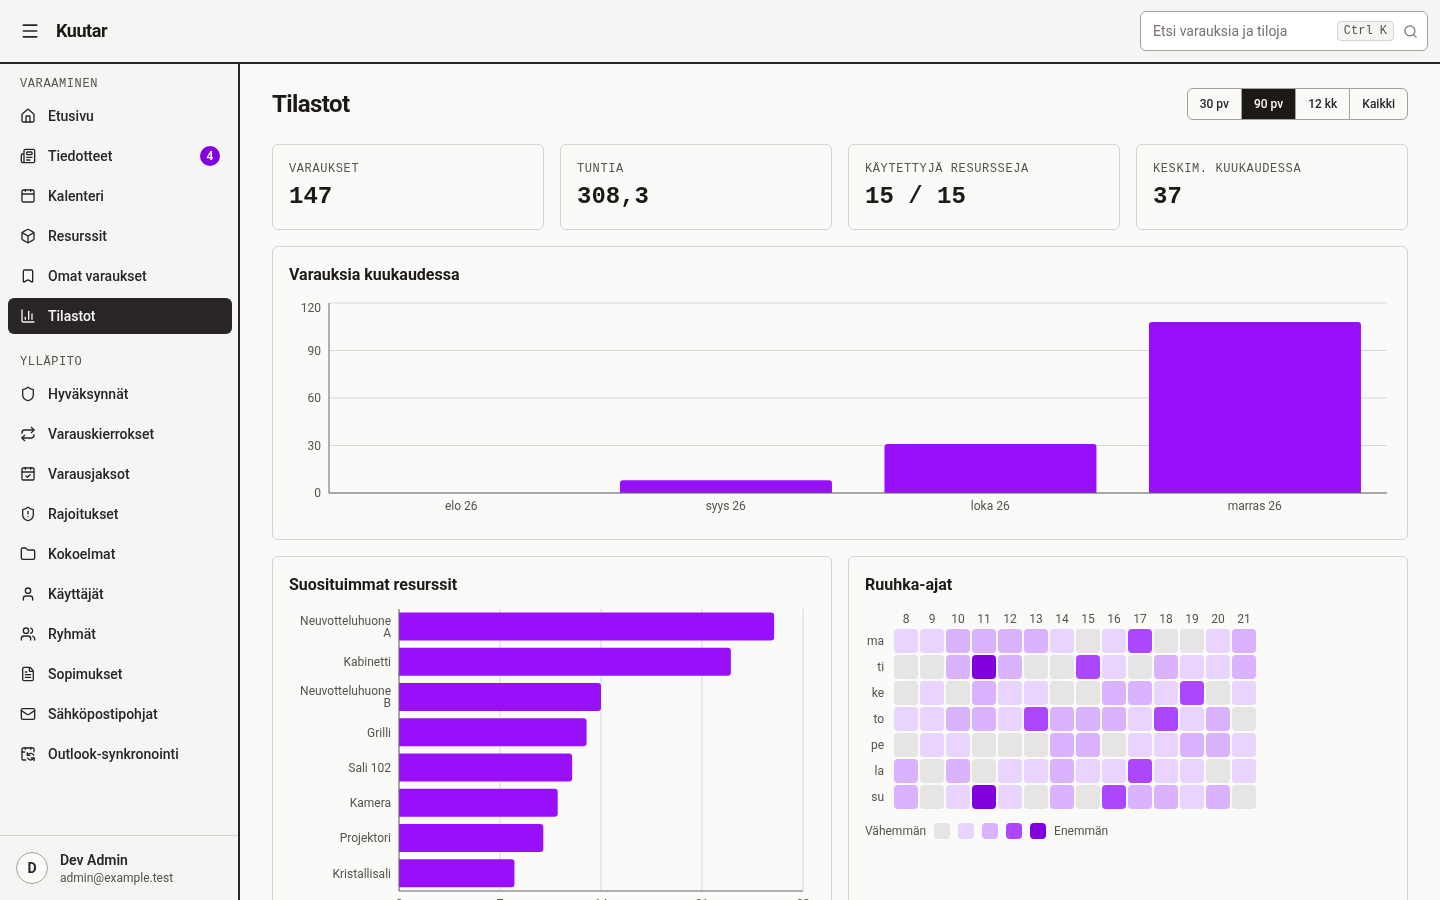 Kuutar
Etsi varauksia ja tiloja
Ctrl K
VARAAMINEN
Etusivu
Tiedotteet
4
Kalenteri
Resurssit
Omat varaukset
Tilastot
YLLÄPITO
Hyväksynnät
Varauskierrokset
Varausjaksot
Rajoitukset
Kokoelmat
Käyttäjät
Ryhmät
Sopimukset
Sähköpostipohjat
Outlook-synkronointi
D
Dev Admin
admin@example.test
Tilastot
30 pv
90 pv
12 kk
Kaikki
VARAUKSET
147
TUNTIA
308,3
KÄYTETTYJÄ RESURSSEJA
15 / 15
KESKIM. KUUKAUDESSA
37
Varauksia kuukaudessa
120
90
60
30
0
elo 26
syys 26
loka 26
marras 26
Suosituimmat resurssit
Neuvotteluhuone
A
Kabinetti
Neuvotteluhuone
B
Grilli
Sali 102
Kamera
Projektori
Kristallisali
Ruuhka-ajat
8 9 10 11 12 13 14 15 16 17 18 19 20 21
ma
ti
ke
to
pe
la
su
Vähemmän
Enemmän